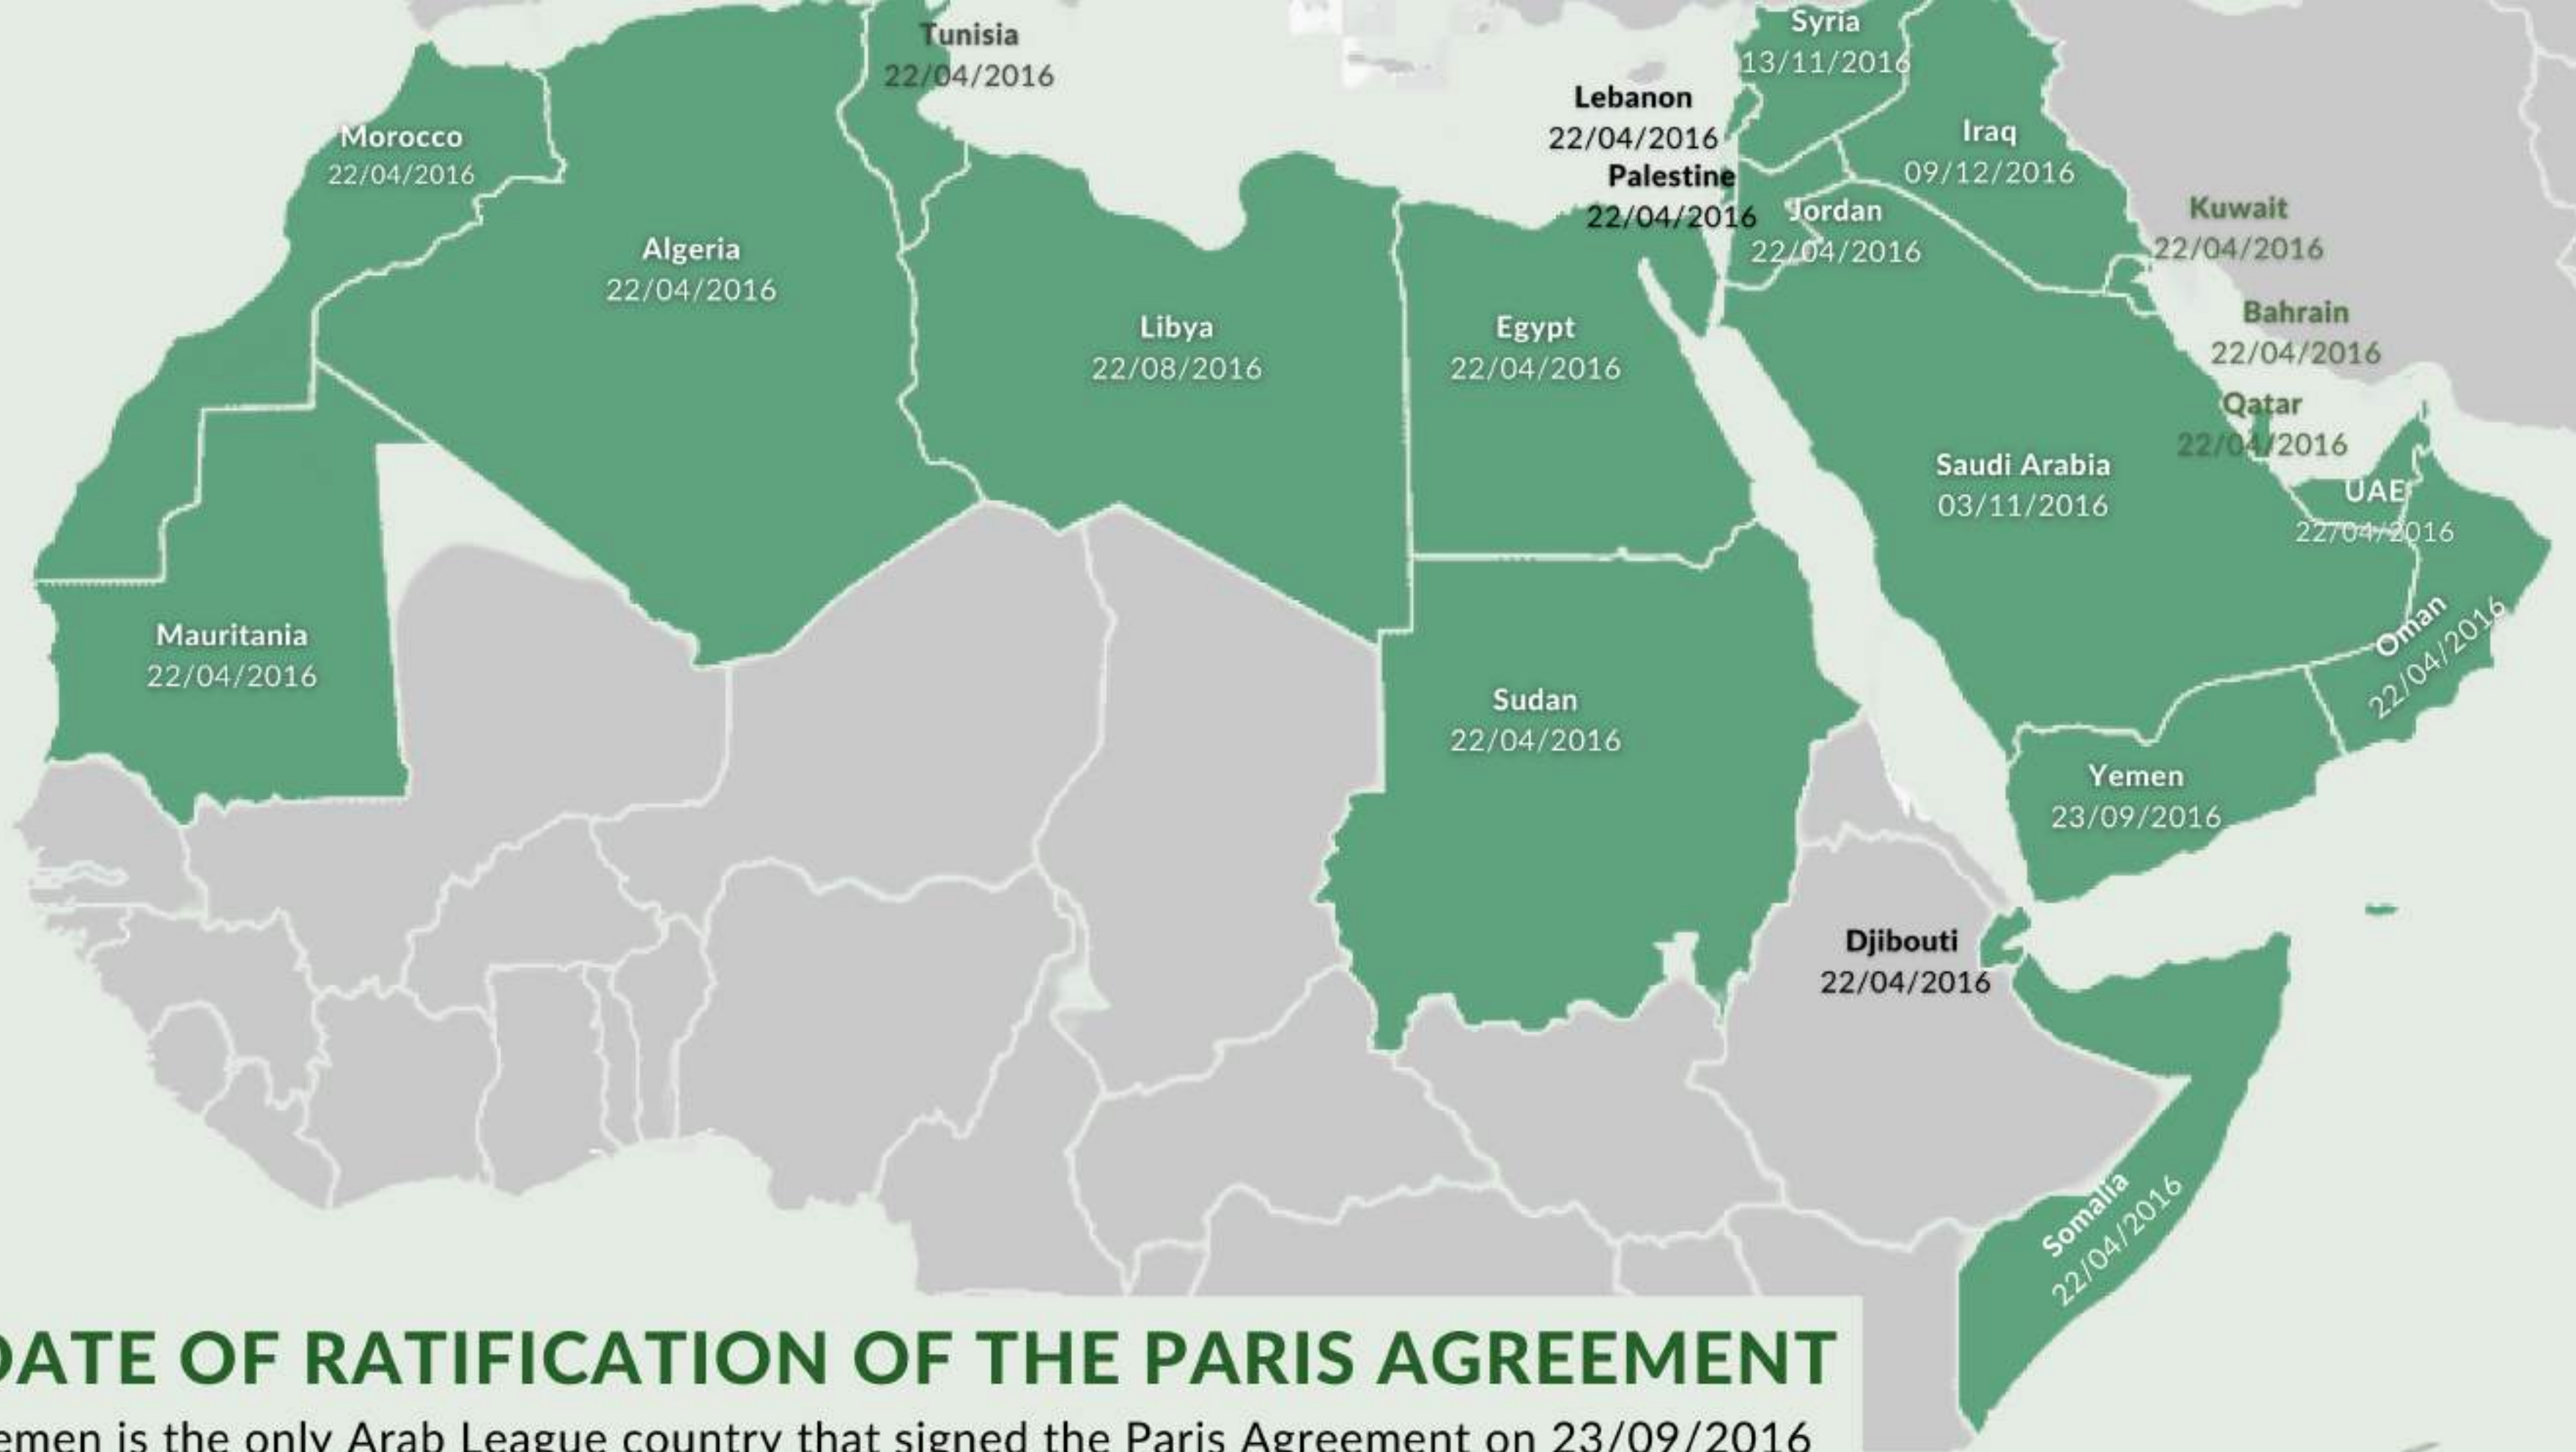 Tunisia
22/04/2016
Syria
13/11/2016
Lebanon
22/04/2016
Morocco
22/04/2016
Iraq
09/12/2016
Palestine
22/04/2016
Jordan
22/04/2016
Kuwait
22/04/2016
Algeria
22/04/2016
Libya
22/08/2016
Egypt
22/04/2016
Bahrain
22/04/2016
Qatar
22/04/2016
Saudi Arabia
03/11/2016
UAE
22/04/2016
Mauritania
22/04/2016
Oman
22/04/2016
Sudan
22/04/2016
Yemen
23/09/2016
Djibouti
22/04/2016
Somalia
22/04/2016
DATE OF RATIFICATION OF THE PARIS AGREEMENT
emen is the only Arab League country that signed the Paris Agreement on 23/09/2016